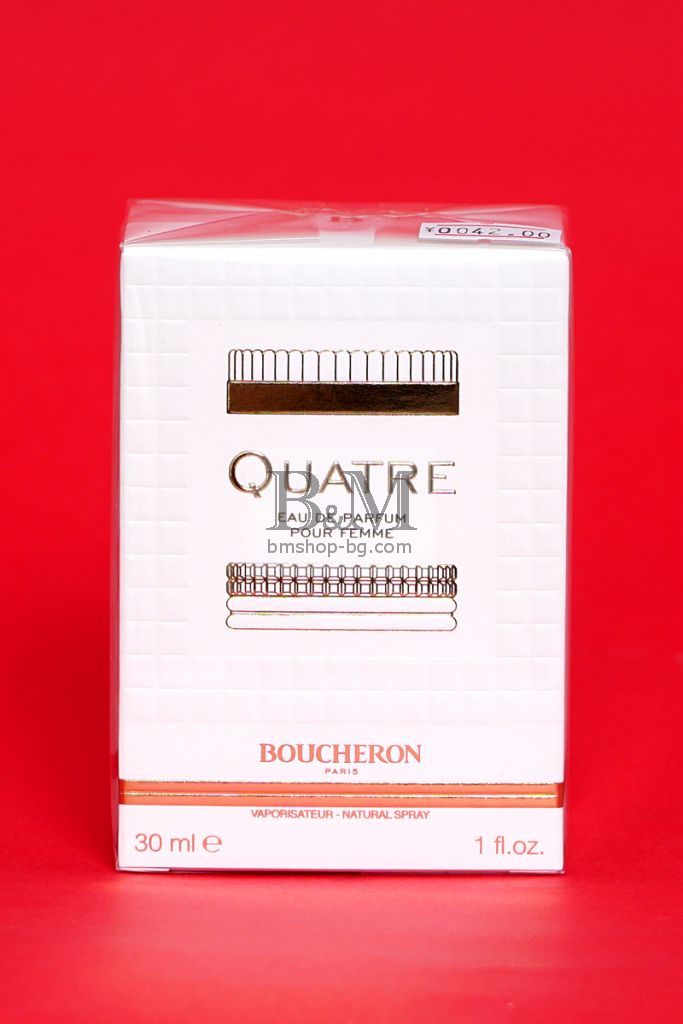 ¥0042.00
QUATRE
B&M
EAU DE PARFUM
POUR FEMME
bmshop-bg.com
BOUCHERON
PARIS
VAPORISATEUR - NATURAL SPRAY
30 ml ℮
1 fl.oz.